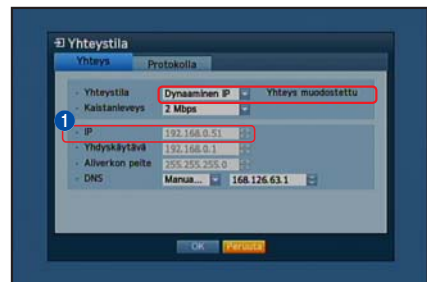 Yhteystila
Yhteys Protokolla
Yhteystila Dynaaminen IP Yhteys muodostettu
Kaistanleveys 2 Mbps
1
IP 192.168.0.51
Yhdyskäytävä 192.168.0.1
Aliverkon peite 255.255.255.0
DNS Manua... 168.126.63.1
OK Peruuta